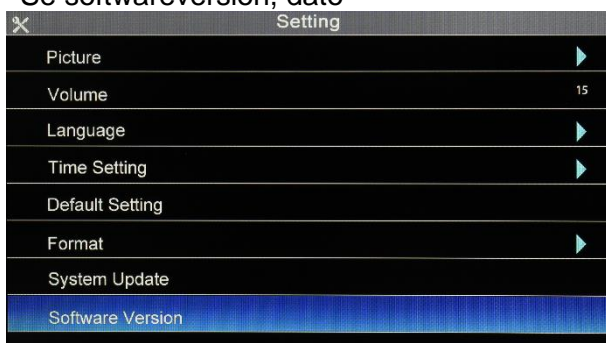 Se softwareversion, dato
Setting
Picture
Volume 15
Language
Time Setting
Default Setting
Format
System Update
Software Version